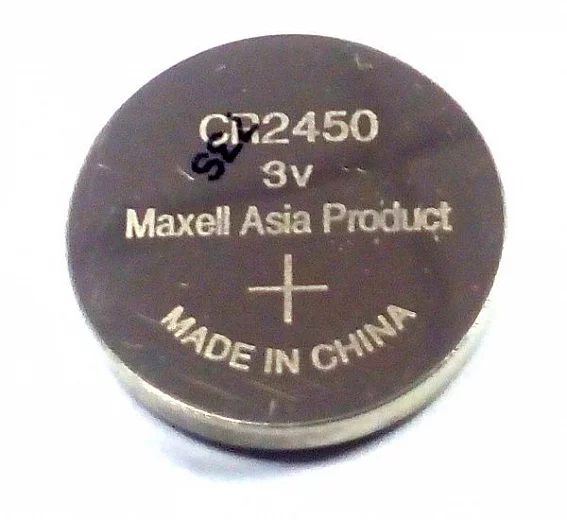 CR2450
3V
Maxell Asia Product
+
MADE IN CHINA